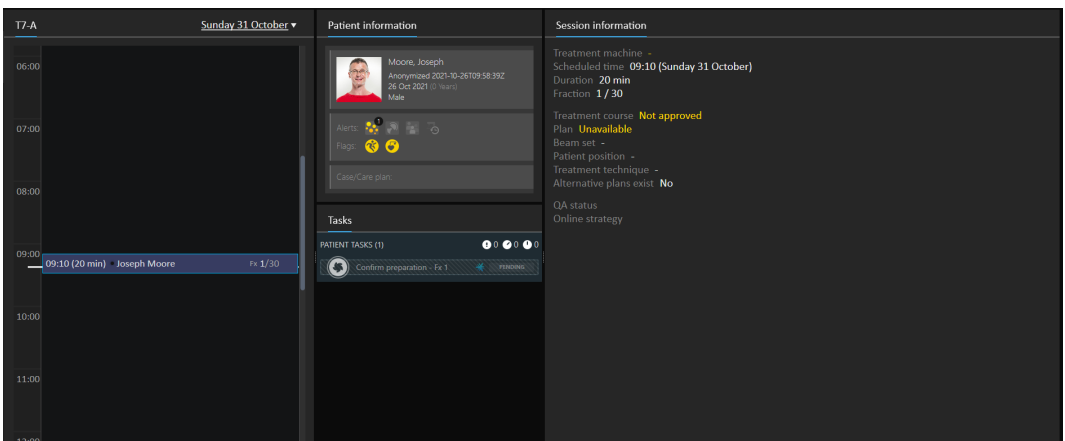 T7-A
Sunday 31 October ▾
06:00
07:00
08:00
09:00
09:10 (20 min) Joseph Moore Fx 1/30
10:00
11:00
12:00
Patient information
Moore, Joseph
Anonymized 2021-10-26T09:58:39Z
26 Oct 2021 (0 Years)
Male
Alerts: 1
Flags:
Case/Care plan:
Tasks
PATIENT TASKS (1) 0 0 0
Confirm preparation - Fx 1 PENDING
Session information
Treatment machine -
Scheduled time 09:10 (Sunday 31 October)
Duration 20 min
Fraction 1 / 30
Treatment course Not approved
Plan Unavailable
Beam set -
Patient position -
Treatment technique -
Alternative plans exist No
QA status
Online strategy